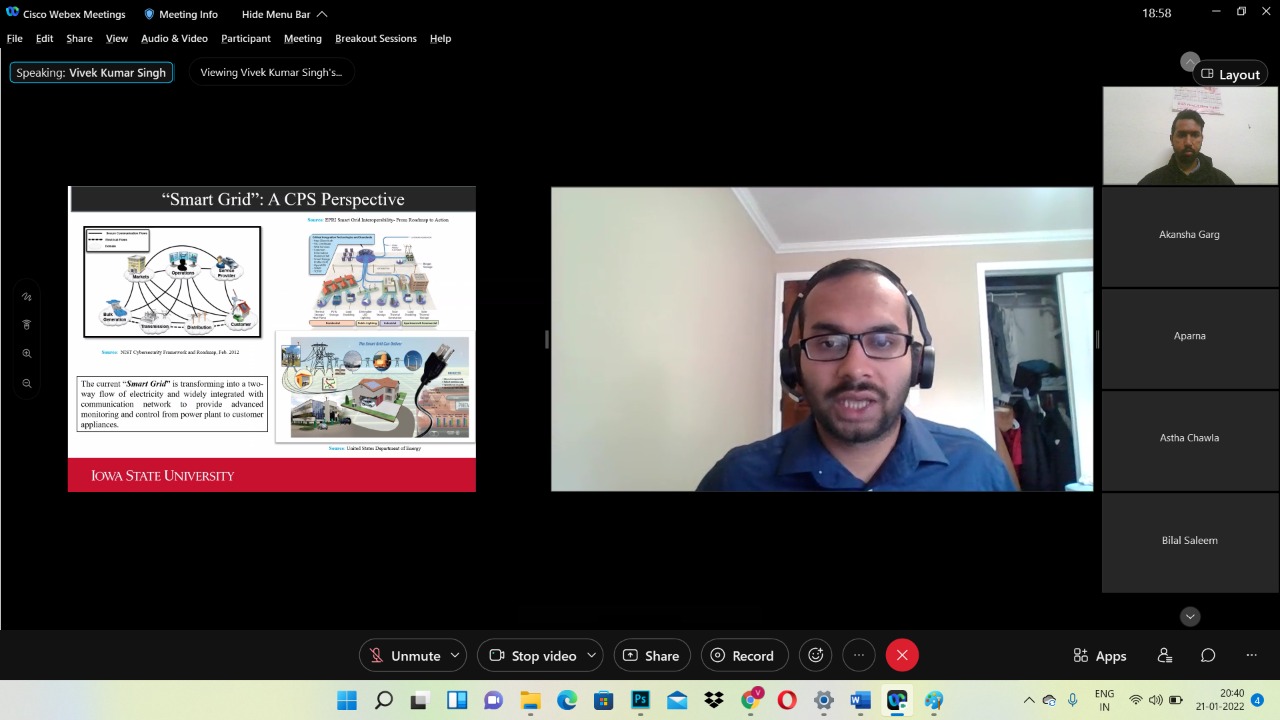 Cisco Webex Meetings
Meeting Info
Hide Menu Bar
18:58
File Edit Share View Audio & Video Participant Meeting Breakout Sessions Help
Speaking: Vivek Kumar Singh
Viewing Vivek Kumar Singh's...
Layout
“Smart Grid”: A CPS Perspective
Source: EPRI Smart Grid Interoperability- From Roadmap to Action
Markets
Operations
Service
Provider
Bulk
Generation
Transmission
Distribution
Customer
Source: NIST Cybersecurity Framework and Roadmap, Feb. 2012
The current “Smart Grid” is transforming into a two-
way flow of electricity and widely integrated with
communication network to provide advanced
monitoring and control from power plant to customer
appliances.
Source: United States Department of Energy
IOWA STATE UNIVERSITY
Akansha Garg
Aparna
Astha Chawla
Bilal Saleem
Unmute
Stop video
Share
Record
Apps
ENG
IN
20:40
21-01-2022
4